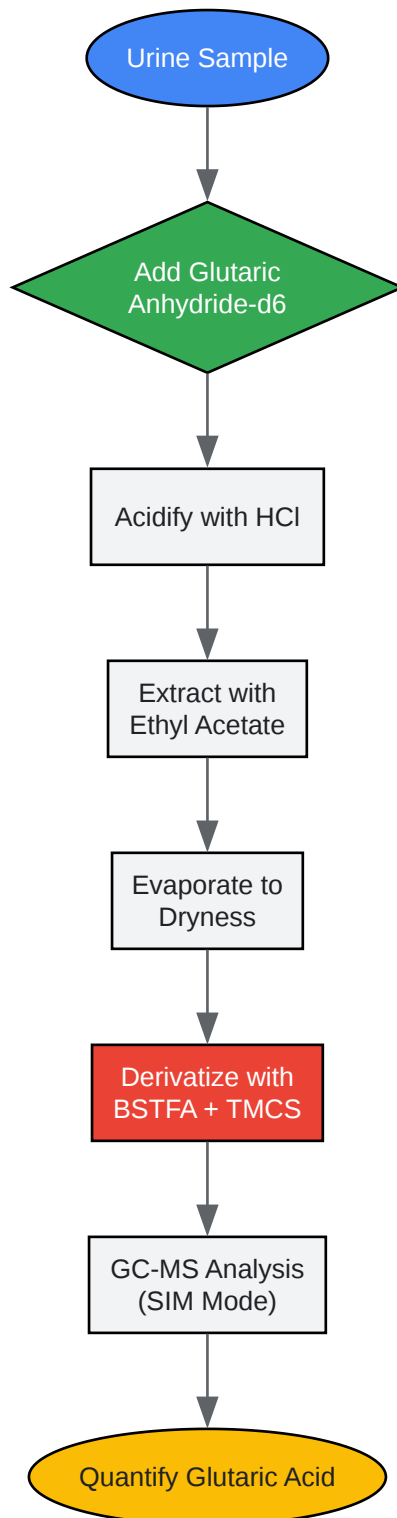 Urine Sample
Add Glutaric
Anhydride-d6
Acidify with HCl
Extract with
Ethyl Acetate
Evaporate to
Dryness
Derivatize with
BSTFA + TMCS
GC-MS Analysis
(SIM Mode)
Quantify Glutaric Acid